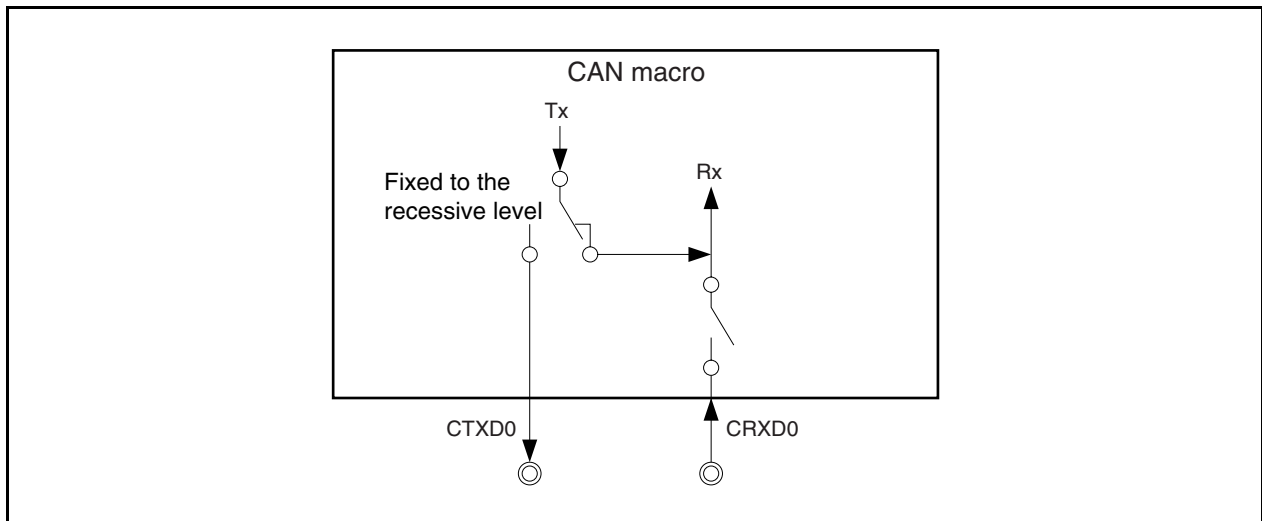 CAN macro
Tx
Rx
Fixed to the
recessive level
CTXD0
CRXD0